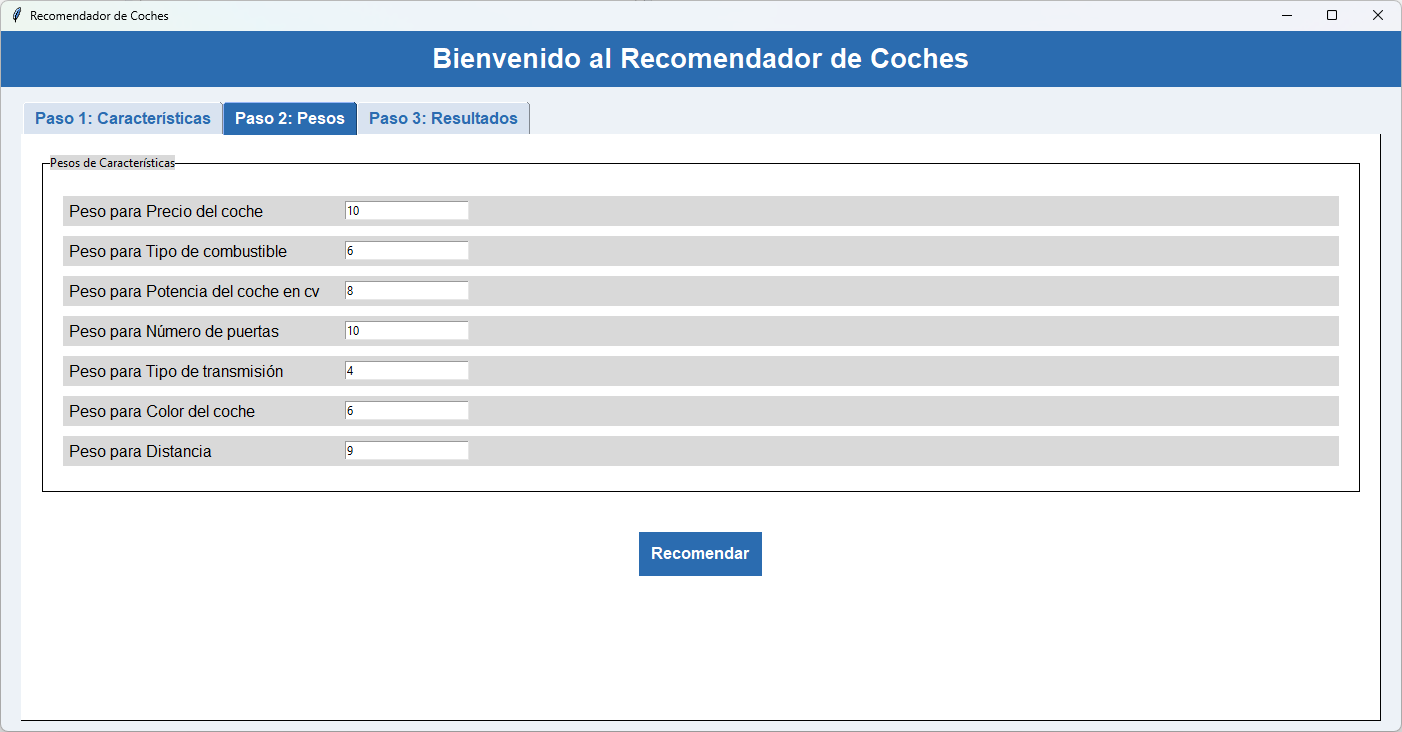 Recomendador de Coches
Bienvenido al Recomendador de Coches
Paso 1: Características Paso 2: Pesos Paso 3: Resultados
Pesos de Características
Peso para Precio del coche 10
Peso para Tipo de combustible 6
Peso para Potencia del coche en cv 8
Peso para Número de puertas 10
Peso para Tipo de transmisión 4
Peso para Color del coche 6
Peso para Distancia 9
Recomendar